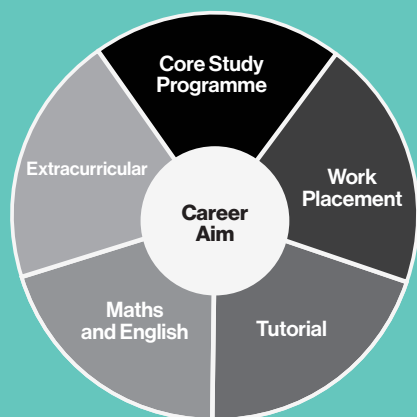 Core Study
Programme
Work
Placement
Tutorial
Maths
and English
Extracurricular
Career
Aim